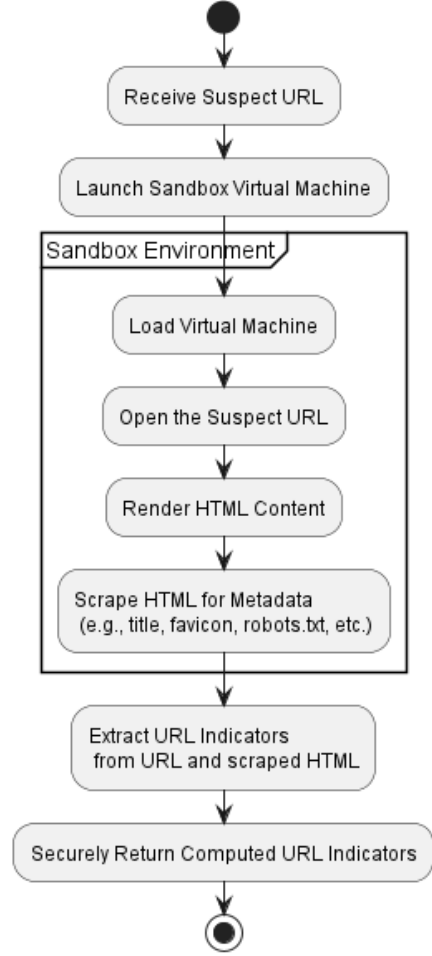 Receive Suspect URL
Launch Sandbox Virtual Machine
Sandbox Environment
Load Virtual Machine
Open the Suspect URL
Render HTML Content
Scrape HTML for Metadata
(e.g., title, favicon, robots.txt, etc.)
Extract URL Indicators
from URL and scraped HTML
Securely Return Computed URL Indicators